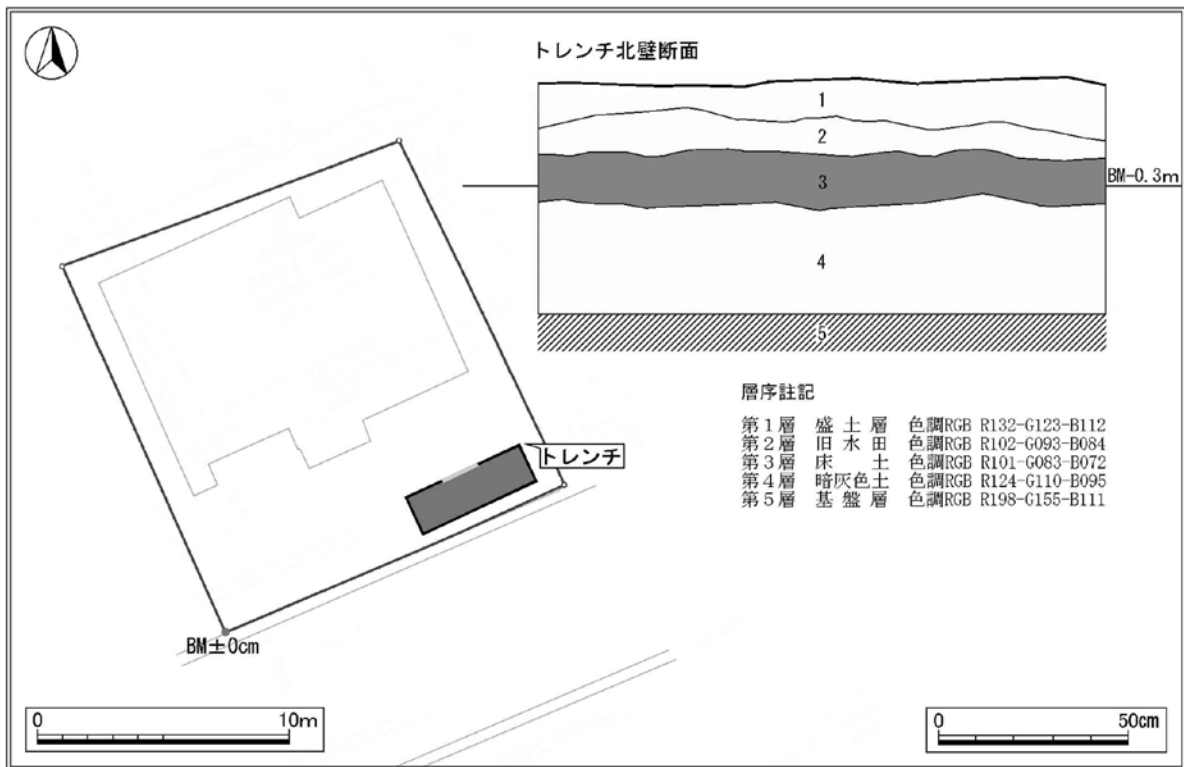 トレンチ北壁断面
1
2
3
BM-0.3m
4
5
層序註記
第1層 盛土層 色調RGB R132-G123-B112
第2層 旧水田 色調RGB R102-G093-B084
第3層 床土 色調RGB R101-G083-B072
第4層 暗灰色土 色調RGB R124-G110-B095
第5層 基盤層 色調RGB R198-G155-B111
トレンチ
BM±0cm
0 10m
0 50cm